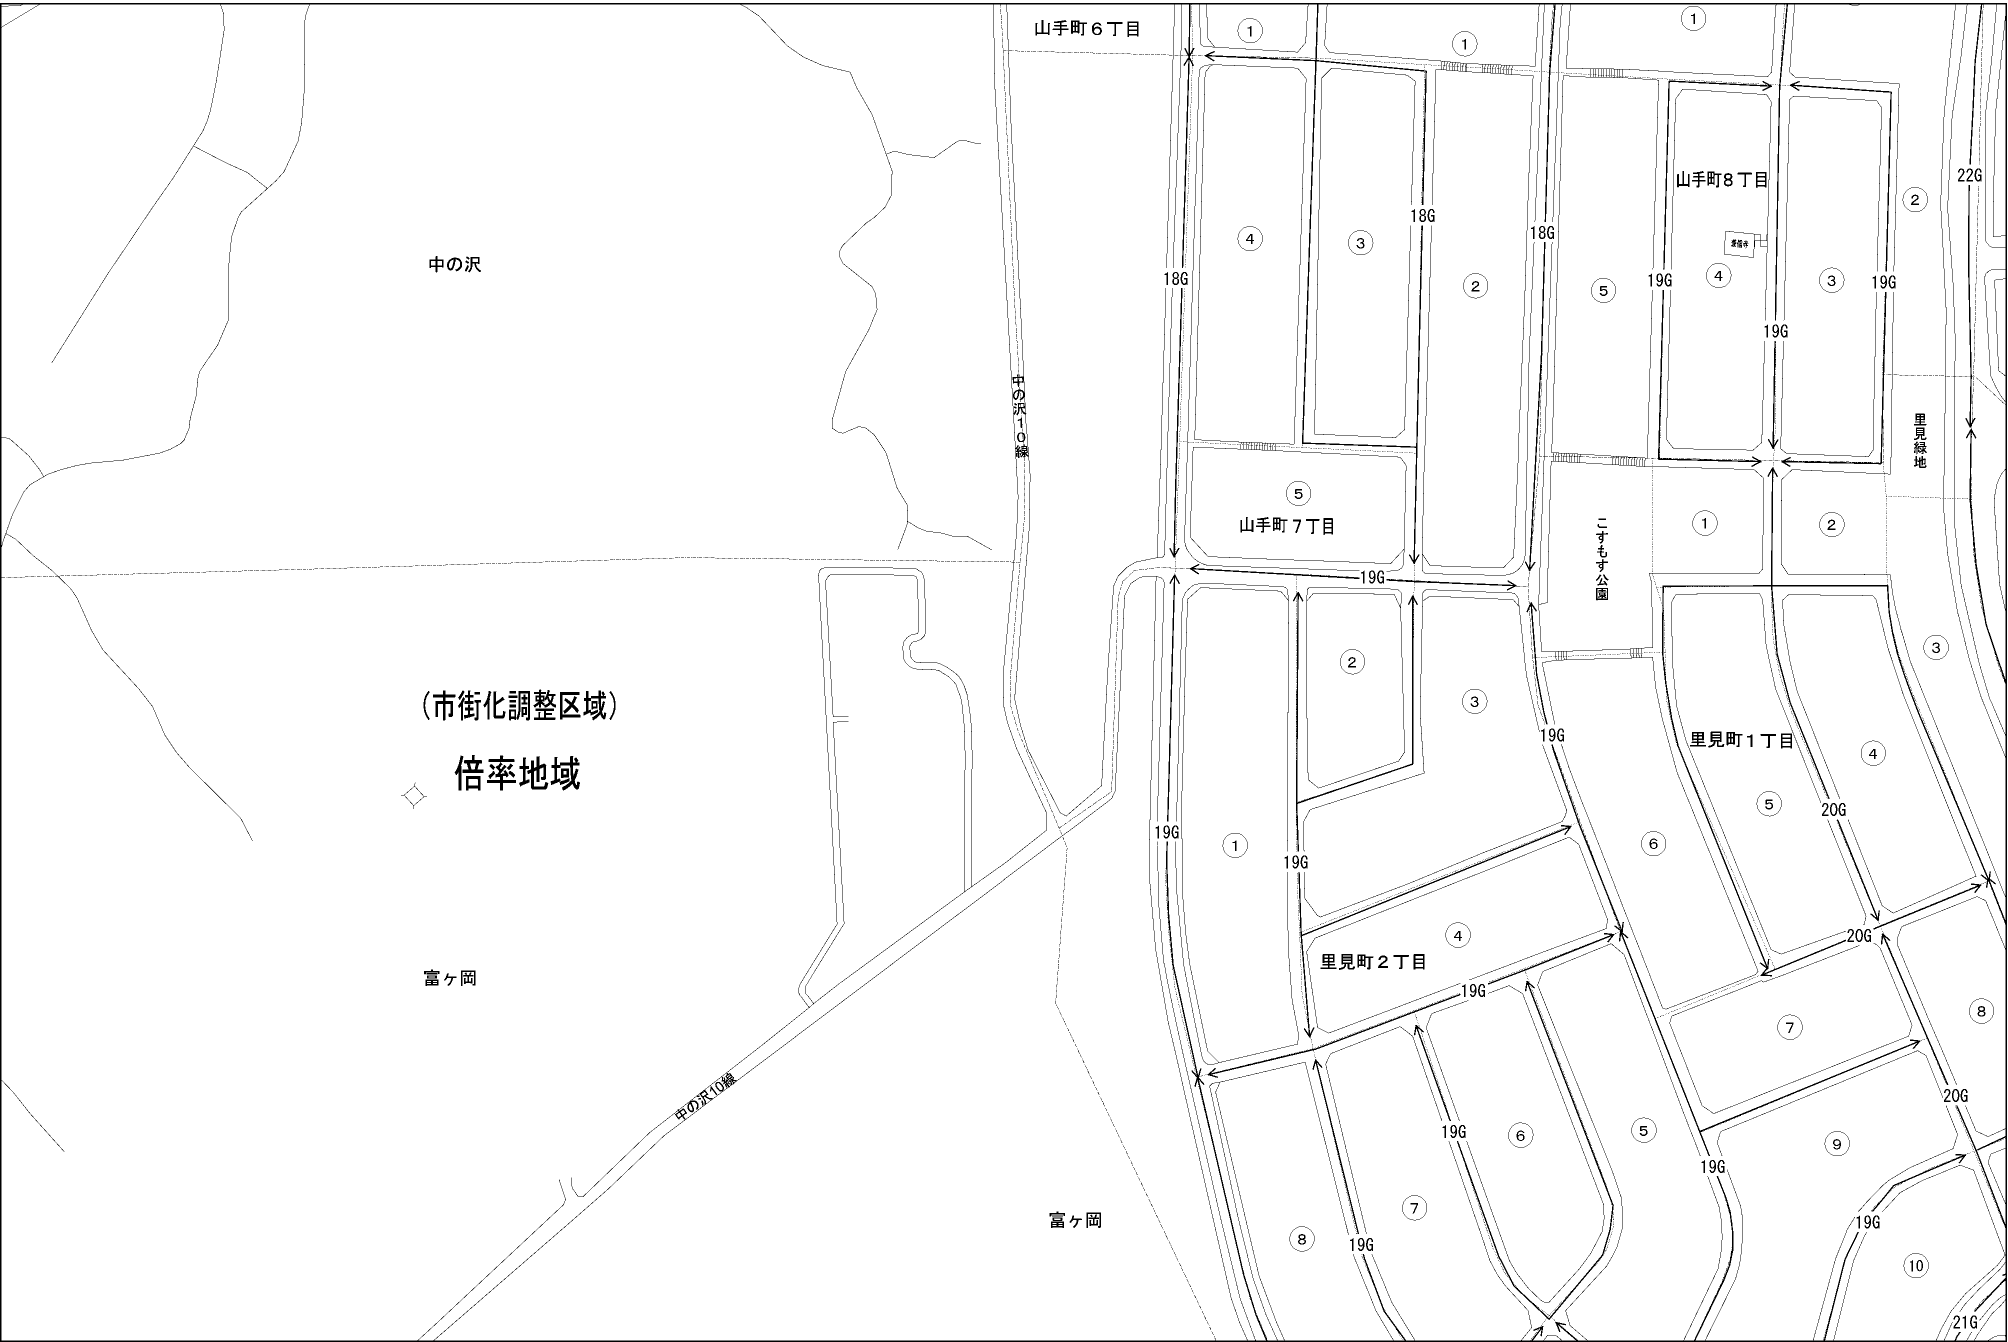 山手町６丁目
①
①
①
22G
山手町８丁目
②
18G
18G
④
③
中の沢
18G
②
⑤
19G
④
③
19G
19G
中の沢10線
里見緑地
⑤
山手町７丁目
こすもす公園
①
②
19G
②
③
③
（市街化調整区域）
倍率地域
19G
里見町１丁目
④
⑤
20G
19G
①
19G
⑥
④
20G
里見町２丁目
富ヶ岡
19G
⑦
⑧
中の沢10線
20G
19G
⑥
⑤
⑨
19G
富ヶ岡
⑦
⑧
19G
19G
⑩
21G